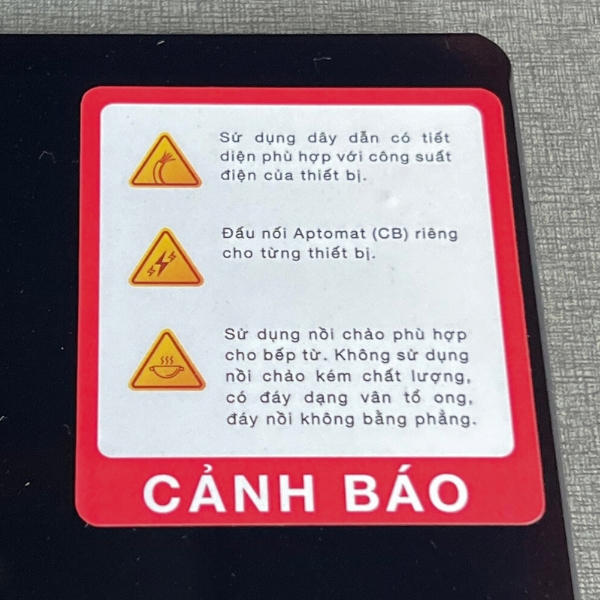 Sử dụng dây dẫn có tiết
diện phù hợp với công suất
điện của thiết bị.
Đấu nối Aptomat (CB) riêng
cho từng thiết bị.
Sử dụng nồi chảo phù hợp
cho bếp từ. Không sử dụng
nồi chảo kém chất lượng,
có đáy dạng vân tổ ong,
đáy nồi không bằng phẳng.
CẢNH BÁO